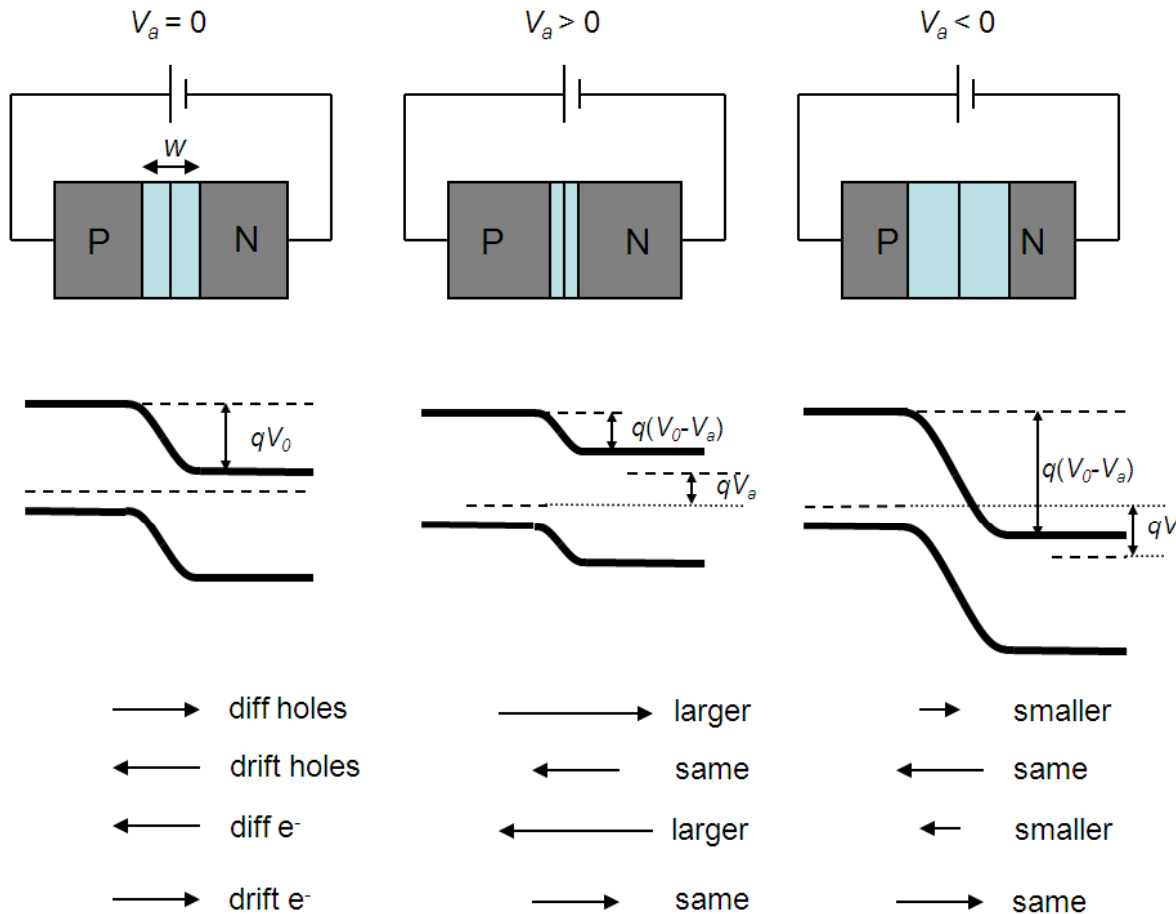 Va = 0
Va > 0
Va < 0
w
P
N
P
N
P
N
qV0
q(V0-Va)
qVa
q(V0-Va)
qV
diff holes
larger
smaller
drift holes
same
same
diff e-
larger
smaller
drift e-
same
same